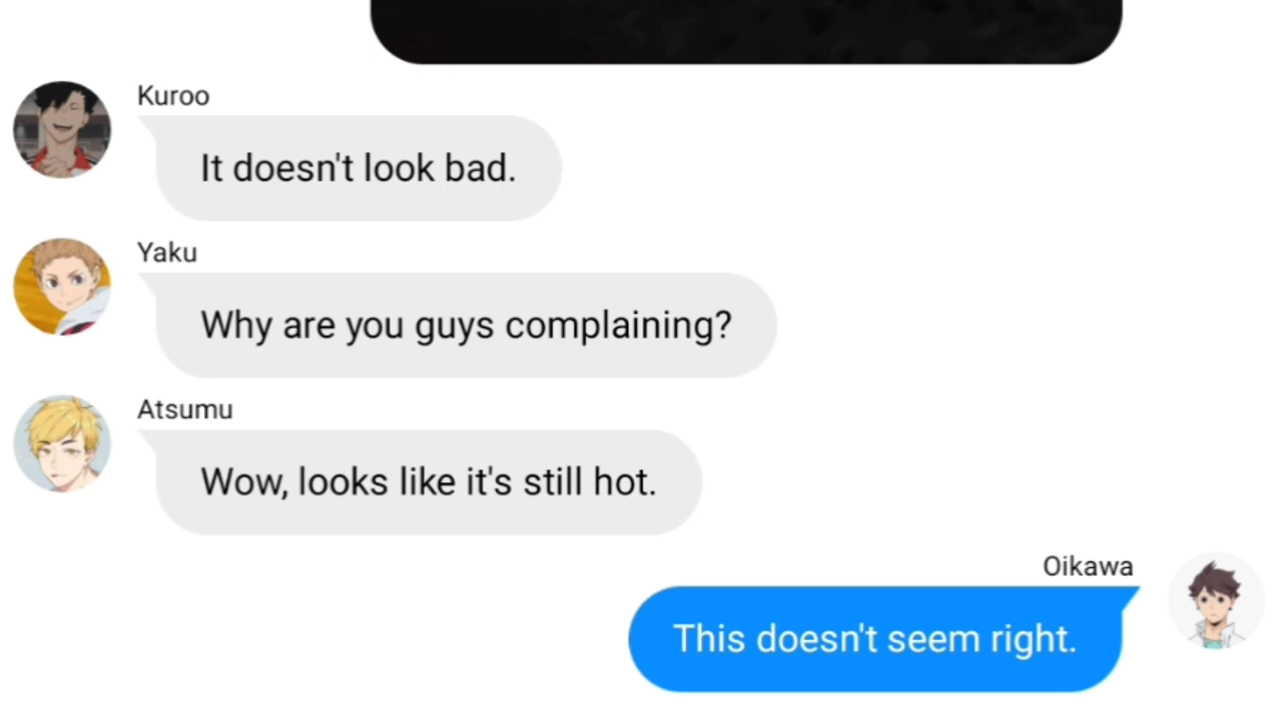 Kuroo
It doesn't look bad.
Yaku
Why are you guys complaining?
Atsumu
Wow, looks like it's still hot.
Oikawa
This doesn't seem right.